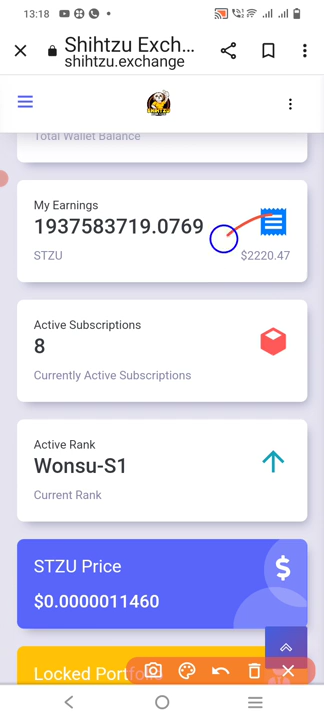 13:18
Shihtzu Exch...
shihtzu.exchange
Total Wallet Balance
My Earnings
1937583719.0769
STZU $2220.47
Active Subscriptions
8
Currently Active Subscriptions
Active Rank
Wonsu-S1
Current Rank
STZU Price
$
$0.0000011460
Locked Portfo